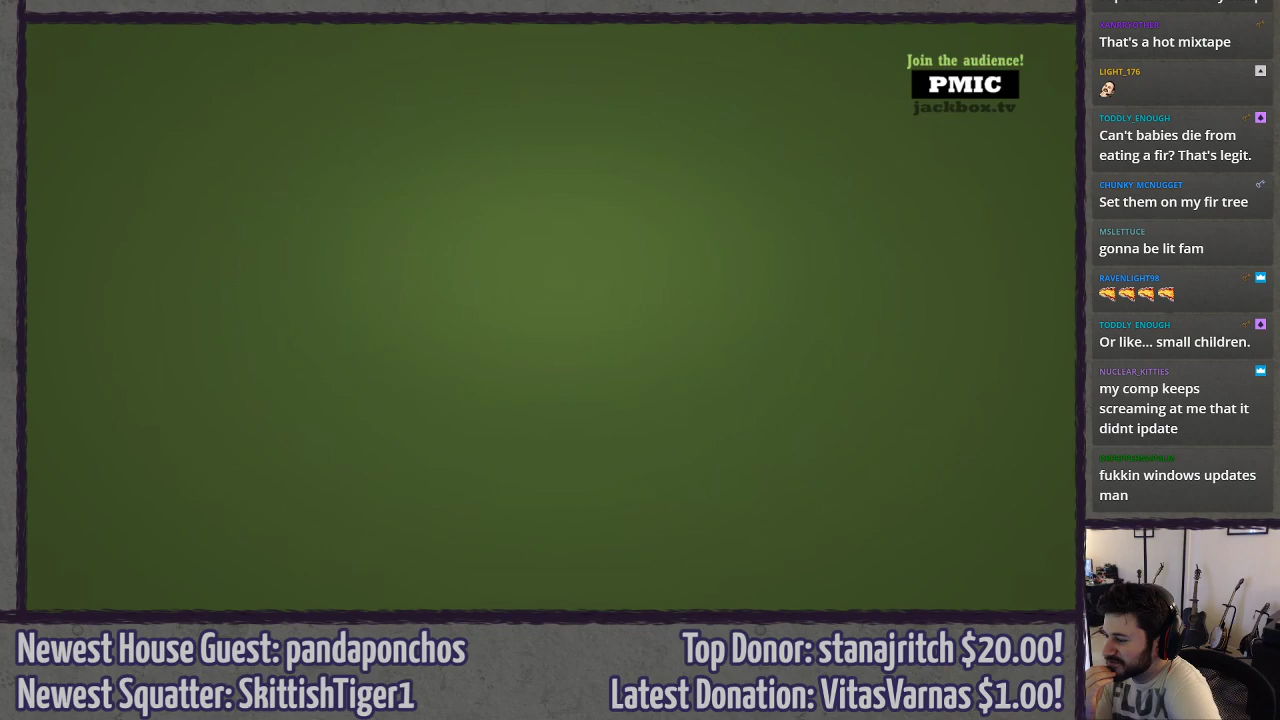 Join the audience!
PMIC
jackbox.tv
That's a hot mixtape
LIGHT_176
TODDLY_ENOUGH
Can't babies die from
eating a fir? That's legit.
CHUNKY_MCNUGGET
Set them on my fir tree
MSLETTUCE
gonna be lit fam
RAVENLIGHT98
TODDLY_ENOUGH
Or like... small children.
NUCLEAR_KITTIES
my comp keeps
screaming at me that it
didnt ipdate
fukkin windows updates
man
FLUX
Newest House Guest: pandaponchos
Newest Squatter: SkittishTiger1
Top Donor: stanajritch $20.00!
Latest Donation: VitasVarnas $1.00!